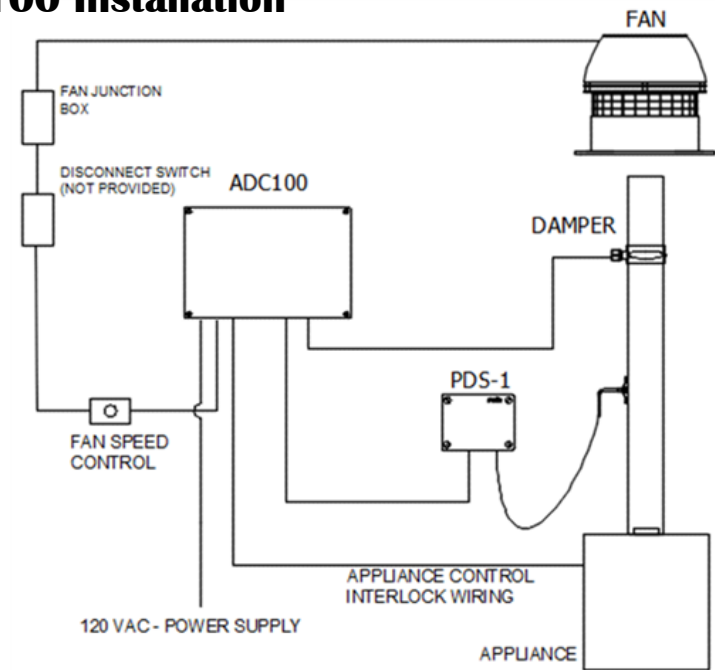 Installation
FAN
FAN JUNCTION
BOX
DISCONNECT SWITCH
(NOT PROVIDED)
ADC100
DAMPER
PDS-1
FAN SPEED
CONTROL
APPLIANCE CONTROL
INTERLOCK WIRING
120 VAC - POWER SUPPLY
APPLIANCE